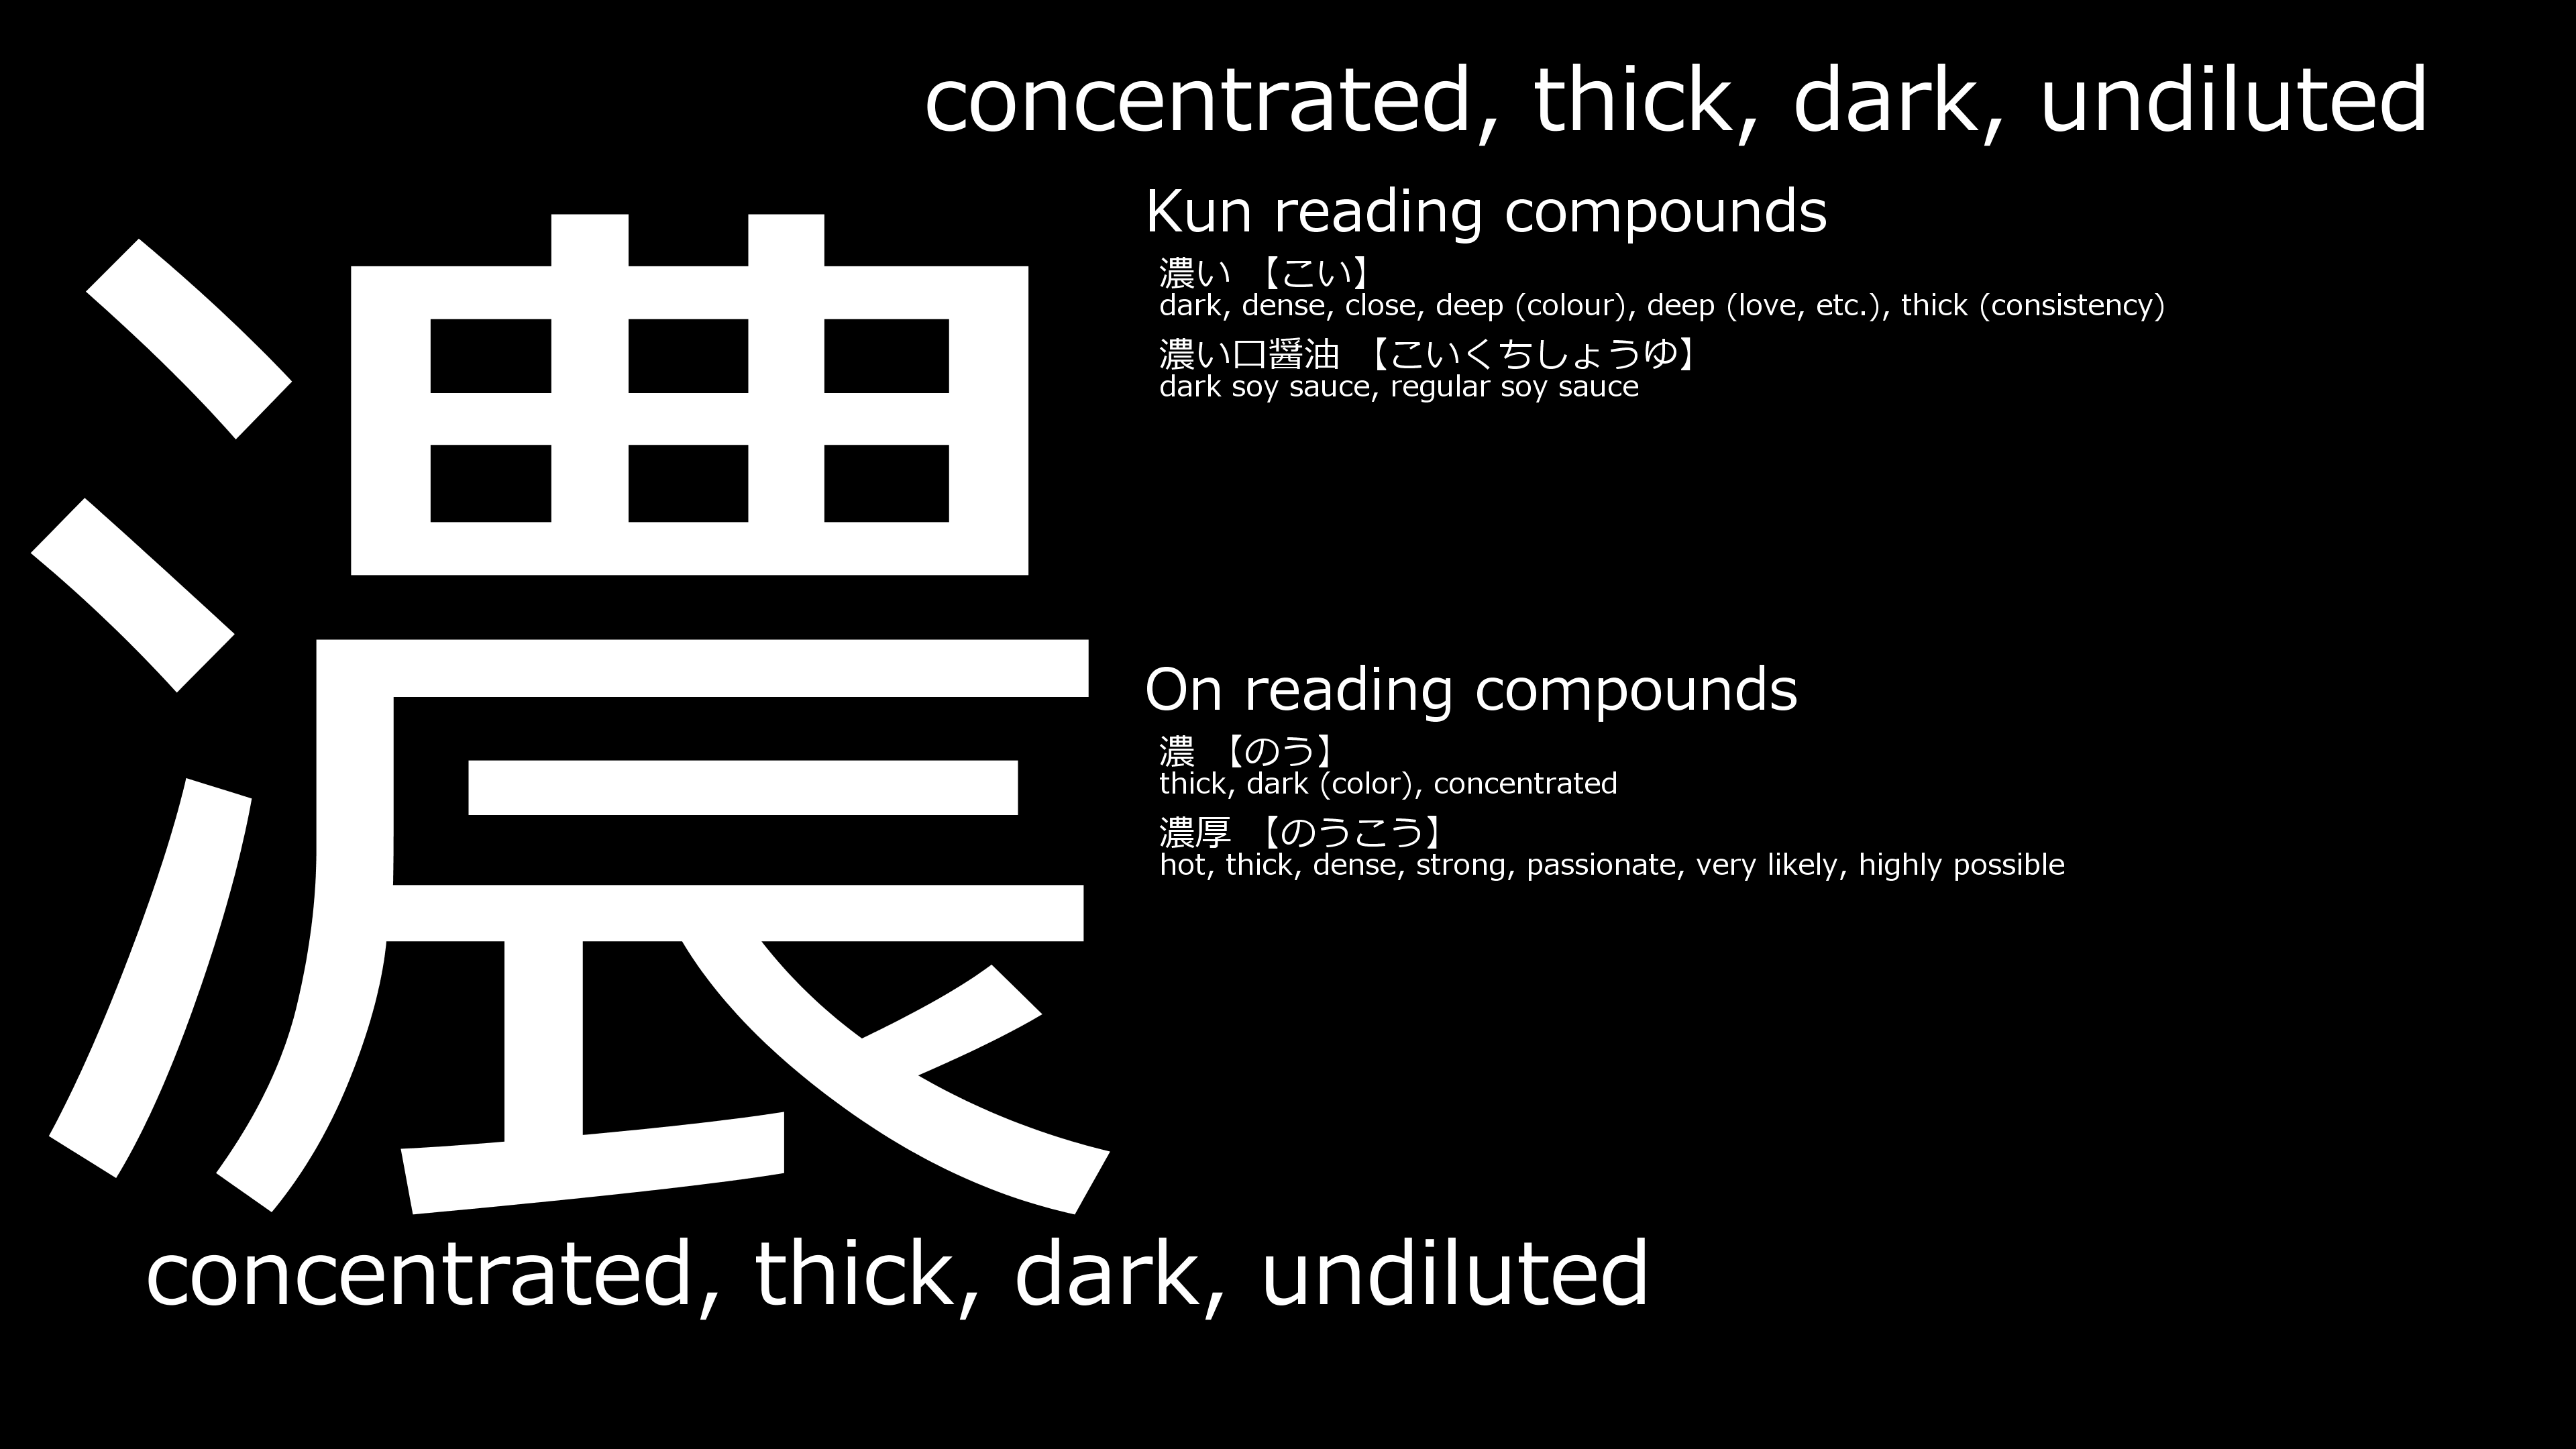 concentrated, thick, dark, undiluted
濃
Kun reading compounds
濃い 【こい】
dark, dense, close, deep (colour), deep (love, etc.), thick (consistency)
濃い口醤油 【こいくちしょうゆ】
dark soy sauce, regular soy sauce
On reading compounds
濃 【のう】
thick, dark (color), concentrated
濃厚 【のうこう】
hot, thick, dense, strong, passionate, very likely, highly possible
concentrated, thick, dark, undiluted